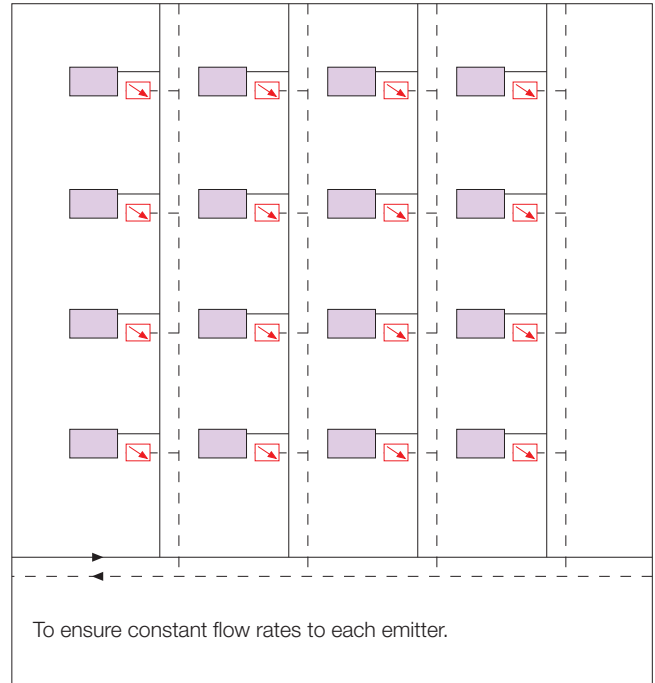 To ensure constant flow rates to each emitter.